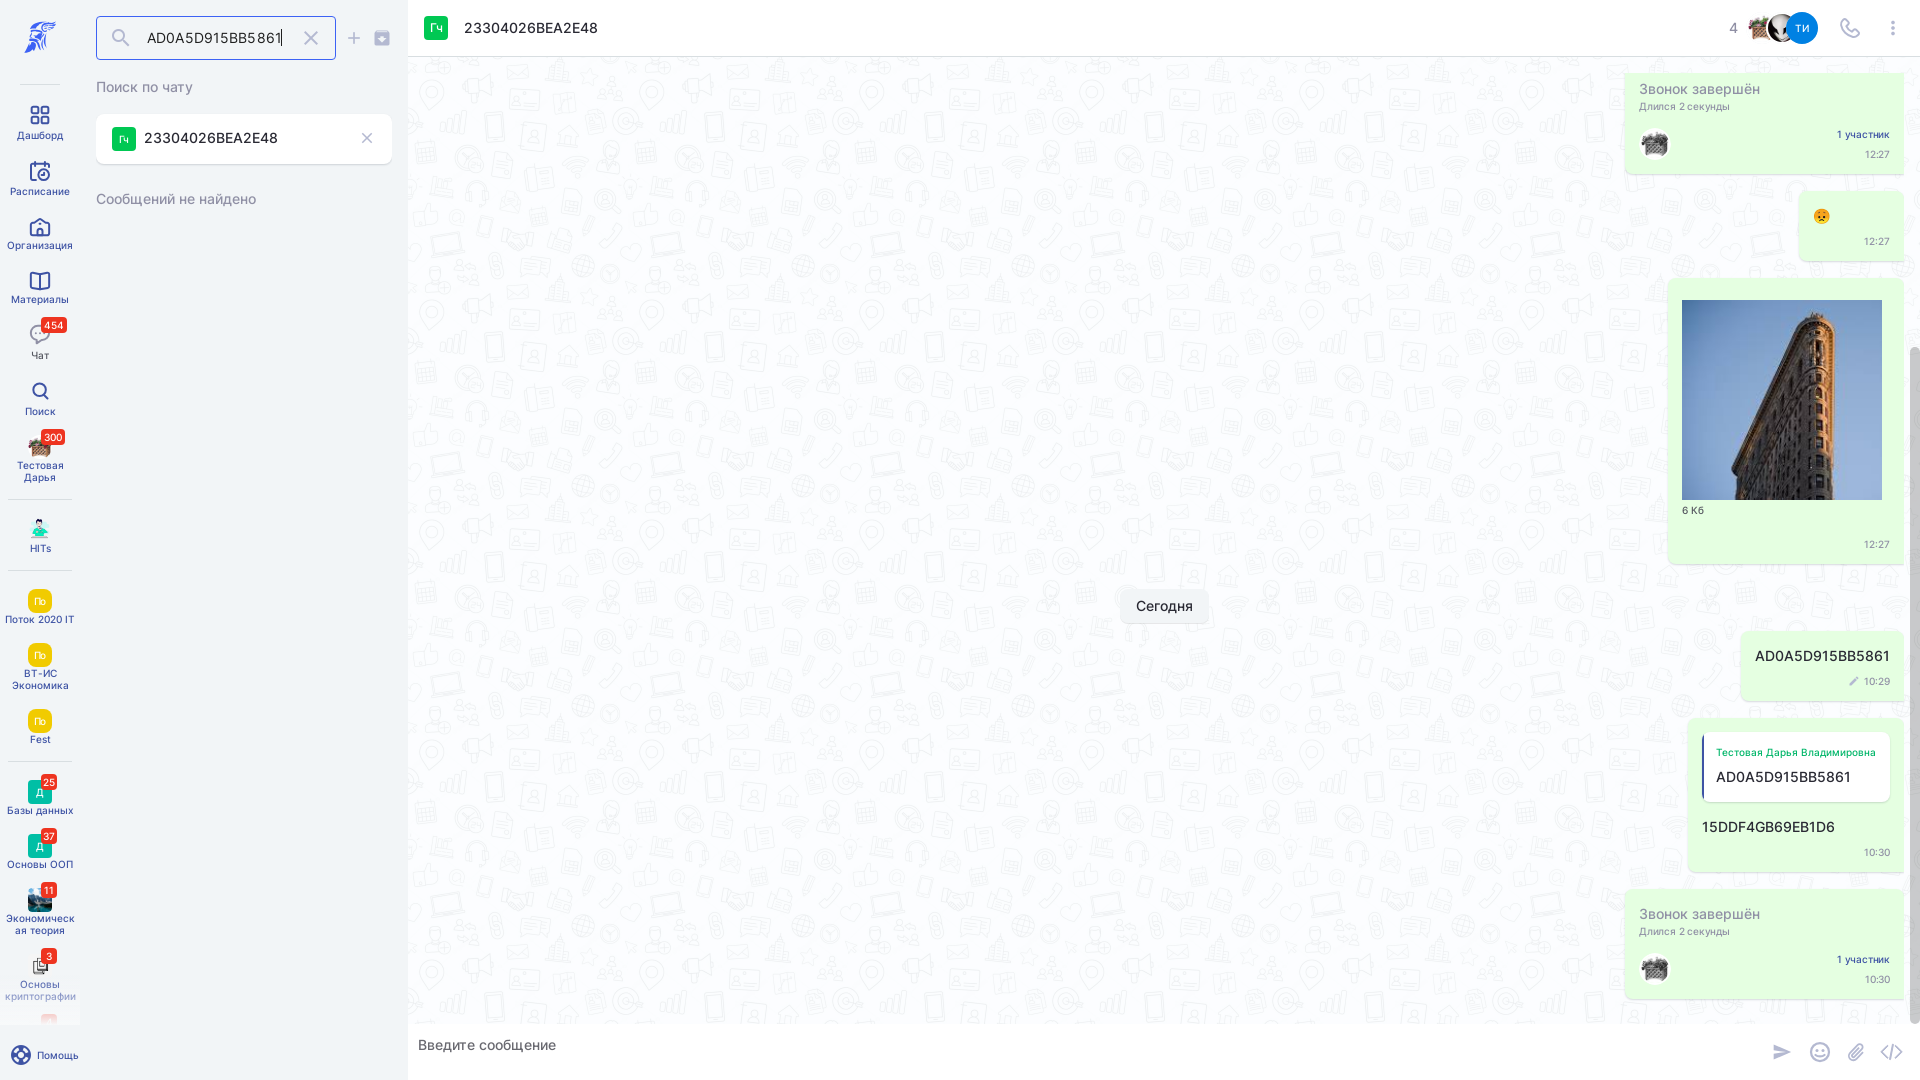 AD0A5D915BB5861
Поиск по чату
Гч 23304026BEA2E48
Сообщений не найдено
Дашборд
Расписание
Организация
Материалы
454
Чат
Поиск
300
Тестовая
Дарья
HITs
По
Поток 2020 IT
По
ВТ-ИС
Экономика
По
Fest
25
Д
Базы данных
37
Д
Основы ООП
11
Экономическ
ая теория
3
Основы
криптографии
Помощь
Гч 23304026BEA2E48
4
ТИ
Звонок завершён
Длился 2 секунды
1 участник
12:27
12:27
6 Кб
12:27
Сегодня
AD0A5D915BB5861
10:29
Тестовая Дарья Владимировна
AD0A5D915BB5861
15DDF4GB69EB1D6
10:30
Звонок завершён
Длился 2 секунды
1 участник
10:30
Введите сообщение